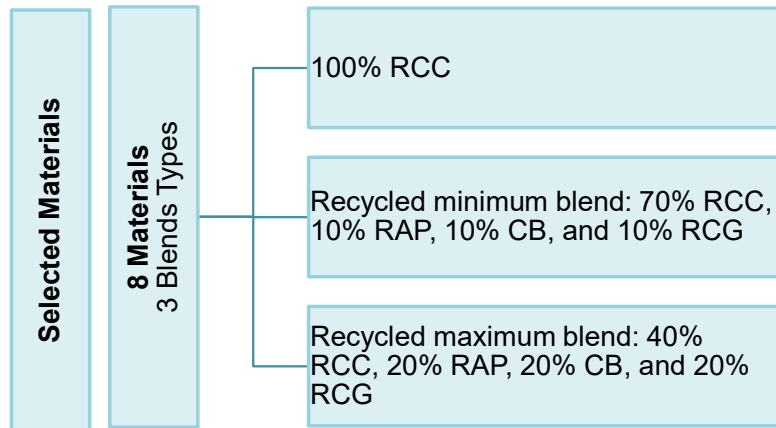 Selected Materials
8 Materials
3 Blends Types
100% RCC
Recycled minimum blend: 70% RCC,
10% RAP, 10% CB, and 10% RCG
Recycled maximum blend: 40%
RCC, 20% RAP, 20% CB, and 20%
RCG